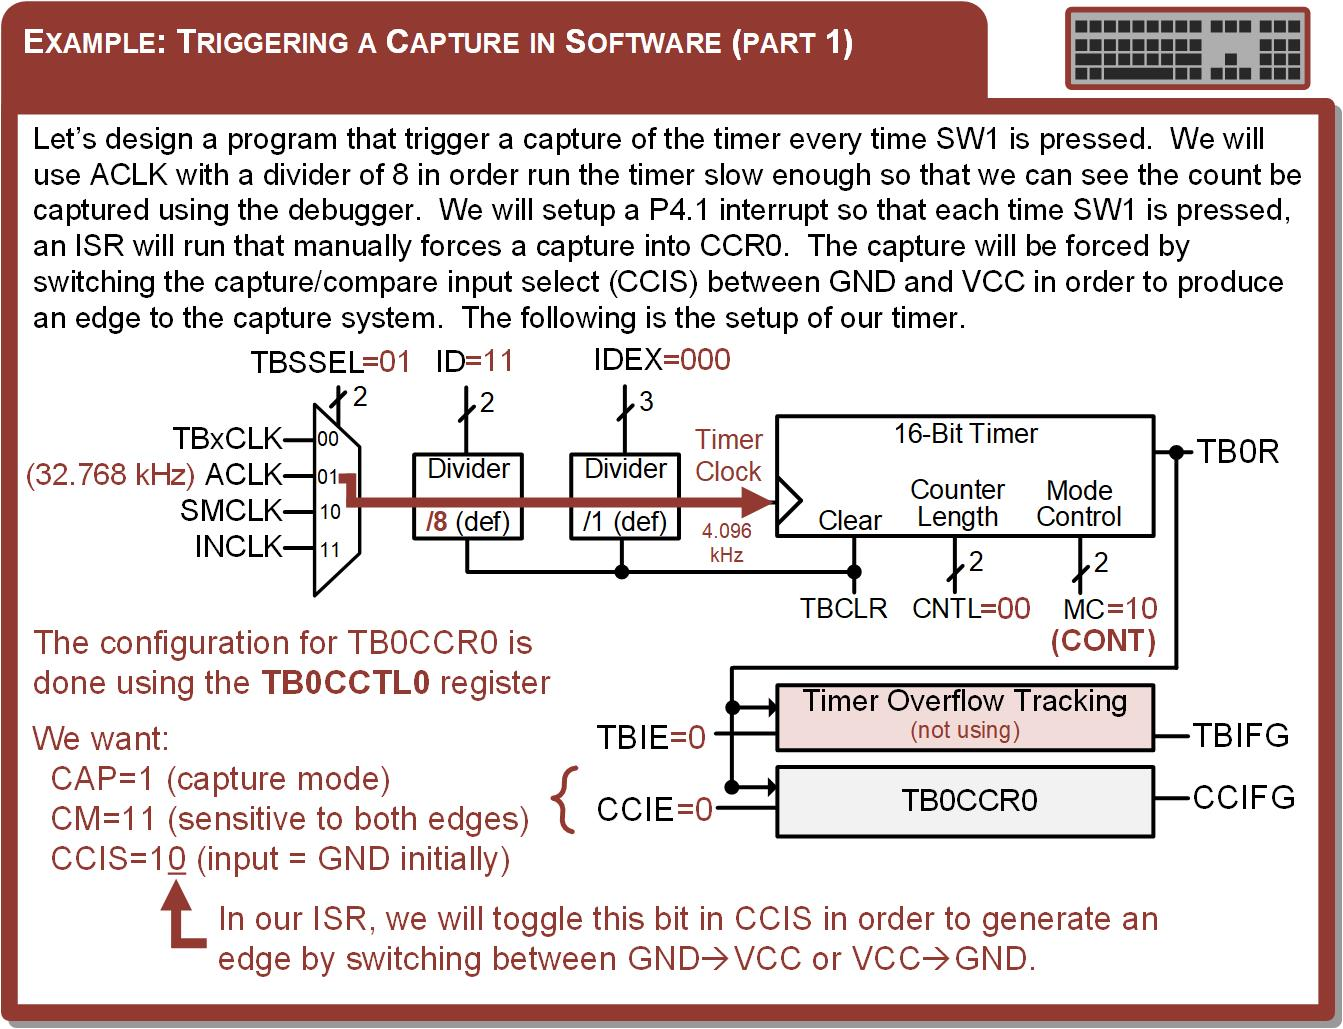 EXAMPLE: TRIGGERING A CAPTURE IN SOFTWARE (PART 1)
Let's design a program that trigger a capture of the timer every time SW1 is pressed. We will
use ACLK with a divider of 8 in order run the timer slow enough so that we can see the count be
captured using the debugger. We will setup a P4.1 interrupt so that each time SW1 is pressed,
an ISR will run that manually forces a capture into CCR0. The capture will be forced by
switching the capture/compare input select (CCIS) between GND and VCC in order to produce
an edge to the capture system. The following is the setup of our timer.
TBSSEL=01 ID=11 IDEX=000
2 2 3
TBxCLK 00
(32.768 kHz) ACLK 01
SMCLK 10
INCLK 11
Divider
/8 (def)
Divider
/1 (def)
Timer
Clock
4.096
kHz
16-Bit Timer
Clear
Counter
Length
Mode
Control
TB0R
2 2
TBCLR CNTL=00 MC=10
(CONT)
The configuration for TB0CCR0 is
done using the TB0CCTL0 register
We want:
CAP=1 (capture mode)
CM=11 (sensitive to both edges)
CCIS=10 (input = GND initially)
TBIE=0
Timer Overflow Tracking
(not using)
TBIFG
CCIE=0
TB0CCR0
CCIFG
In our ISR, we will toggle this bit in CCIS in order to generate an
edge by switching between GND→VCC or VCC→GND.